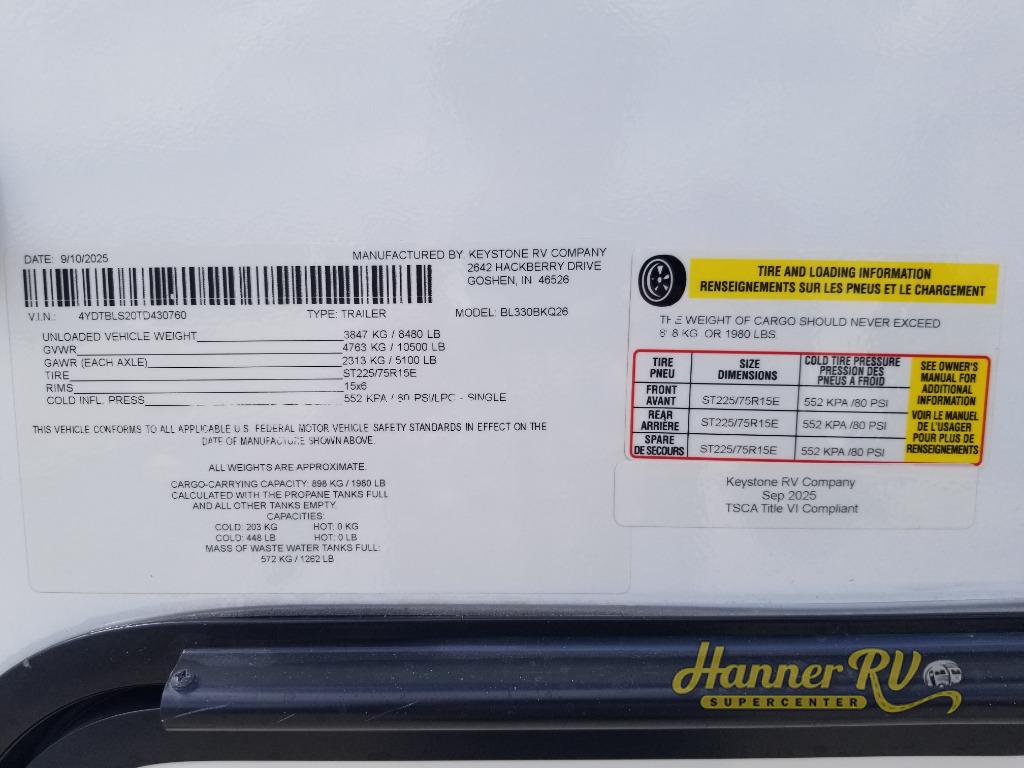 DATE: 9/10/2025
MANUFACTURED BY: KEYSTONE RV COMPANY
2642 HACKBERRY DRIVE
GOSHEN, IN 46526
V.I.N.: 4YDTBLS20TD430760 TYPE: TRAILER MODEL: BL330BKQ26
UNLOADED VEHICLE WEIGHT 3847 KG / 8480 LB
GVWR 4763 KG / 10500 LB
GAWR (EACH AXLE) 2313 KG / 5100 LB
TIRE ST225/75R15E
RIMS 15x6
COLD INFL. PRESS 552 KPA / 80 PSI/LPC - SINGLE
THIS VEHICLE CONFORMS TO ALL APPLICABLE U.S. FEDERAL MOTOR VEHICLE SAFETY STANDARDS IN EFFECT ON THE
DATE OF MANUFACTURE SHOWN ABOVE.
ALL WEIGHTS ARE APPROXIMATE.
CARGO-CARRYING CAPACITY: 898 KG / 1980 LB
CALCULATED WITH THE PROPANE TANKS FULL
AND ALL OTHER TANKS EMPTY.
CAPACITIES:
COLD: 203 KG HOT: 0 KG
COLD: 448 LB HOT: 0 LB
MASS OF WASTE WATER TANKS FULL:
572 KG / 1262 LB
TIRE AND LOADING INFORMATION
RENSEIGNEMENTS SUR LES PNEUS ET LE CHARGEMENT
THE WEIGHT OF CARGO SHOULD NEVER EXCEED
KG OR 1980 LBS.
TIRE SIZE COLD TIRE PRESSURE
PNEU DIMENSIONS PRESSION DES
PNEUS A FROID
FRONT
AVANT ST225/75R15E 552 KPA /80 PSI
REAR
ARRIÈRE ST225/75R15E 552 KPA /80 PSI
SPARE
DE SECOURS ST225/75R15E 552 KPA /80 PSI
SEE OWNER'S
MANUAL FOR
ADDITIONAL
INFORMATION
VOIR LE MANUEL
DE L'USAGER
POUR PLUS DE
RENSEIGNEMENTS
Keystone RV Company
Sep 2025
TSCA Title VI Compliant
Hanner RV
SUPERCENTER